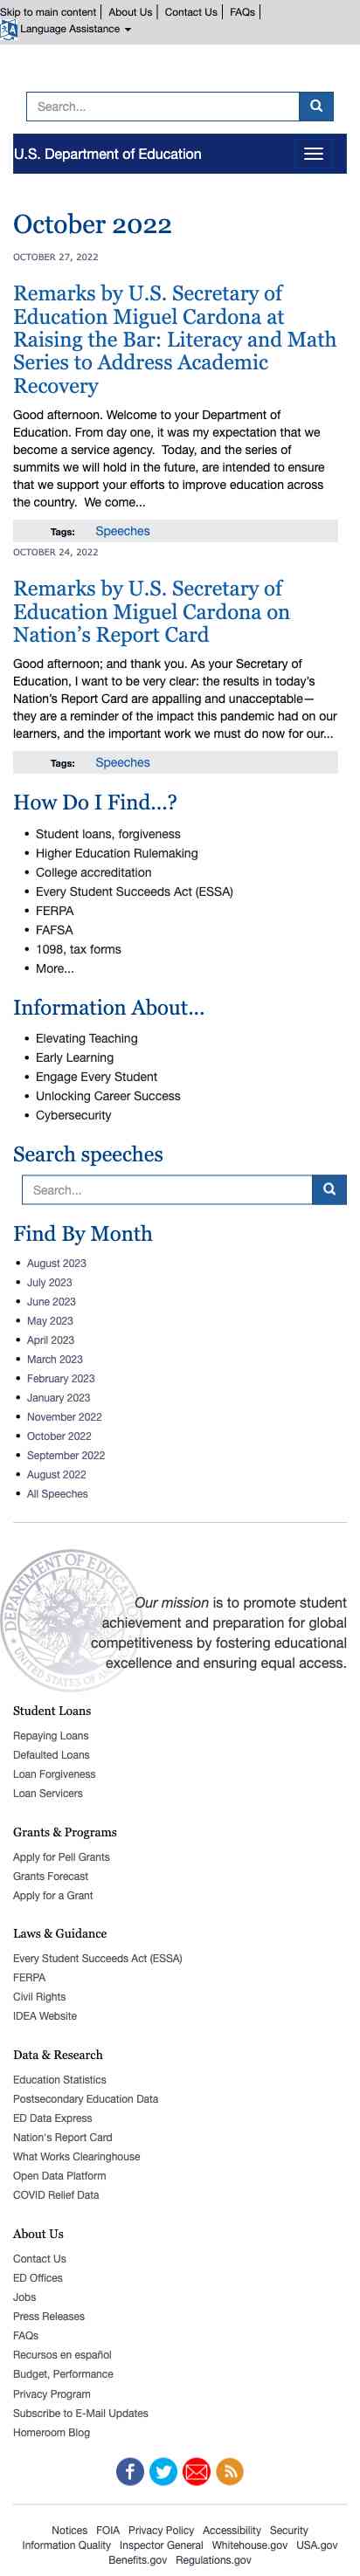 Skip to main content About Us Contact Us FAQs
Language Assistance
Search...
U.S. Department of Education
October 2022
OCTOBER 27, 2022
Remarks by U.S. Secretary of
Education Miguel Cardona at
Raising the Bar: Literacy and Math
Series to Address Academic
Recovery
Good afternoon. Welcome to your Department of
Education. From day one, it was my expectation that we
become a service agency.  Today, and the series of
summits we will hold in the future, are intended to ensure
that we support your efforts to improve education across
the country.  We come...
Tags: Speeches
OCTOBER 24, 2022
Remarks by U.S. Secretary of
Education Miguel Cardona on
Nation’s Report Card
Good afternoon; and thank you. As your Secretary of
Education, I want to be very clear: the results in today’s
Nation’s Report Card are appalling and unacceptable—
they are a reminder of the impact this pandemic had on our
learners, and the important work we must do now for our...
Tags: Speeches
How Do I Find...?
• Student loans, forgiveness
• Higher Education Rulemaking
• College accreditation
• Every Student Succeeds Act (ESSA)
• FERPA
• FAFSA
• 1098, tax forms
• More...
Information About...
• Elevating Teaching
• Early Learning
• Engage Every Student
• Unlocking Career Success
• Cybersecurity
Search speeches
Search...
Find By Month
• August 2023
• July 2023
• June 2023
• May 2023
• April 2023
• March 2023
• February 2023
• January 2023
• November 2022
• October 2022
• September 2022
• August 2022
• All Speeches
DEPARTMENT OF EDUCATION
UNITED STATES OF
Our mission is to promote student
achievement and preparation for global
competitiveness by fostering educational
excellence and ensuring equal access.
Student Loans
Repaying Loans
Defaulted Loans
Loan Forgiveness
Loan Servicers
Grants & Programs
Apply for Pell Grants
Grants Forecast
Apply for a Grant
Laws & Guidance
Every Student Succeeds Act (ESSA)
FERPA
Civil Rights
IDEA Website
Data & Research
Education Statistics
Postsecondary Education Data
ED Data Express
Nation's Report Card
What Works Clearinghouse
Open Data Platform
COVID Relief Data
About Us
Contact Us
ED Offices
Jobs
Press Releases
FAQs
Recursos en español
Budget, Performance
Privacy Program
Subscribe to E-Mail Updates
Homeroom Blog
Notices FOIA Privacy Policy Accessibility Security
Information Quality Inspector General Whitehouse.gov USA.gov
Benefits.gov Regulations.gov